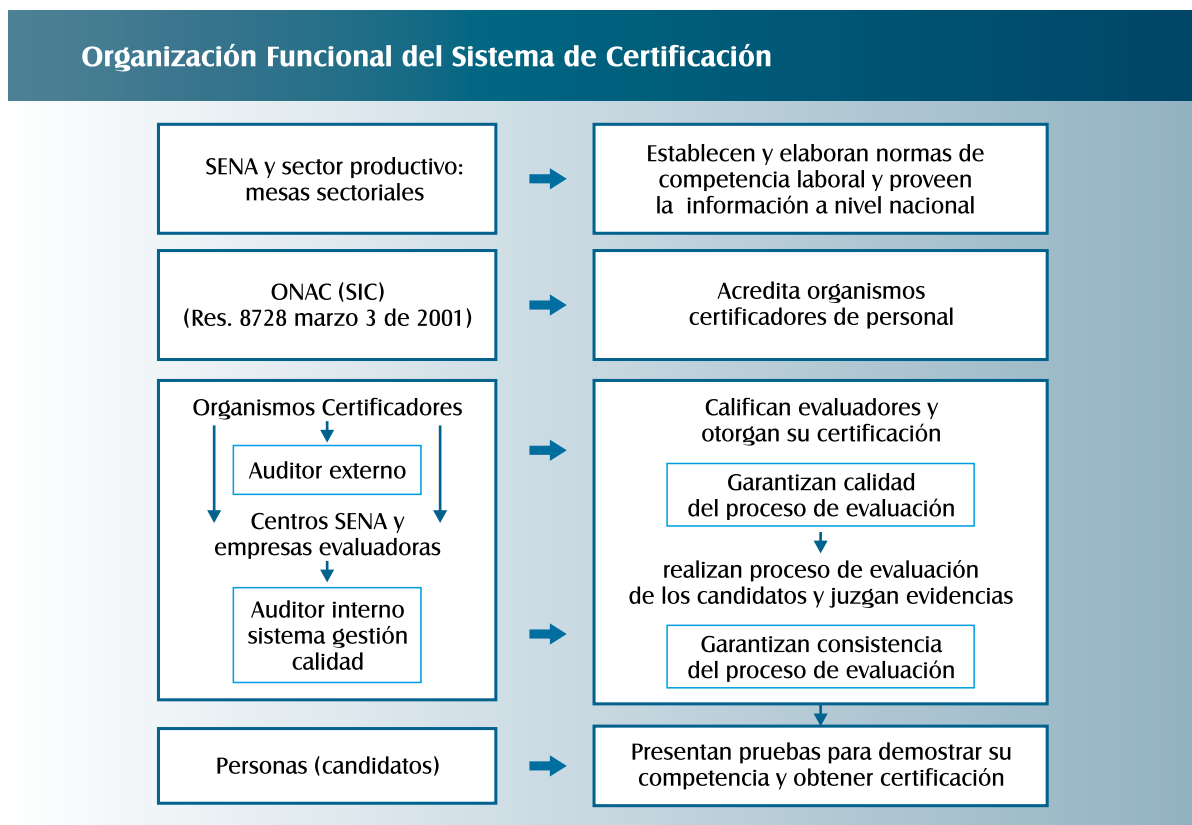 Organización Funcional del Sistema de Certificación
SENA y sector productivo:
mesas sectoriales
Establecen y elaboran normas de
competencia laboral y proveen
la información a nivel nacional
ONAC (SIC)
(Res. 8728 marzo 3 de 2001)
Acredita organismos
certificadores de personal
Organismos Certificadores
Auditor externo
Centros SENA y
empresas evaluadoras
Auditor interno
sistema gestión
calidad
Califican evaluadores y
otorgan su certificación
Garantizan calidad
del proceso de evaluación
realizan proceso de evaluación
de los candidatos y juzgan evidencias
Garantizan consistencia
del proceso de evaluación
Personas (candidatos)
Presentan pruebas para demostrar su
competencia y obtener certificación